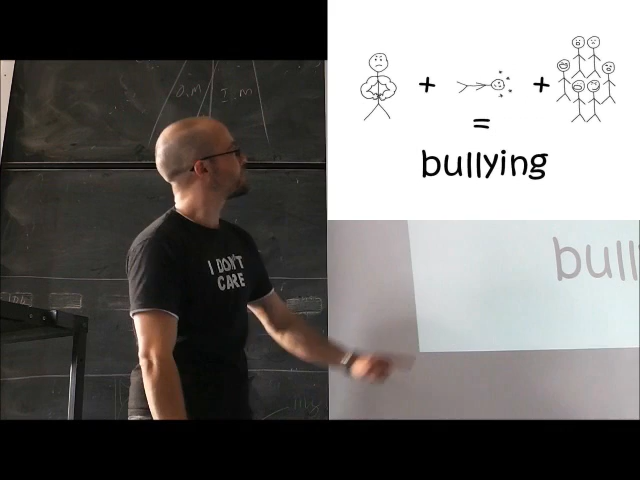 O.M I.M
I DON'T
CARE
+ +
=
bullying
bull